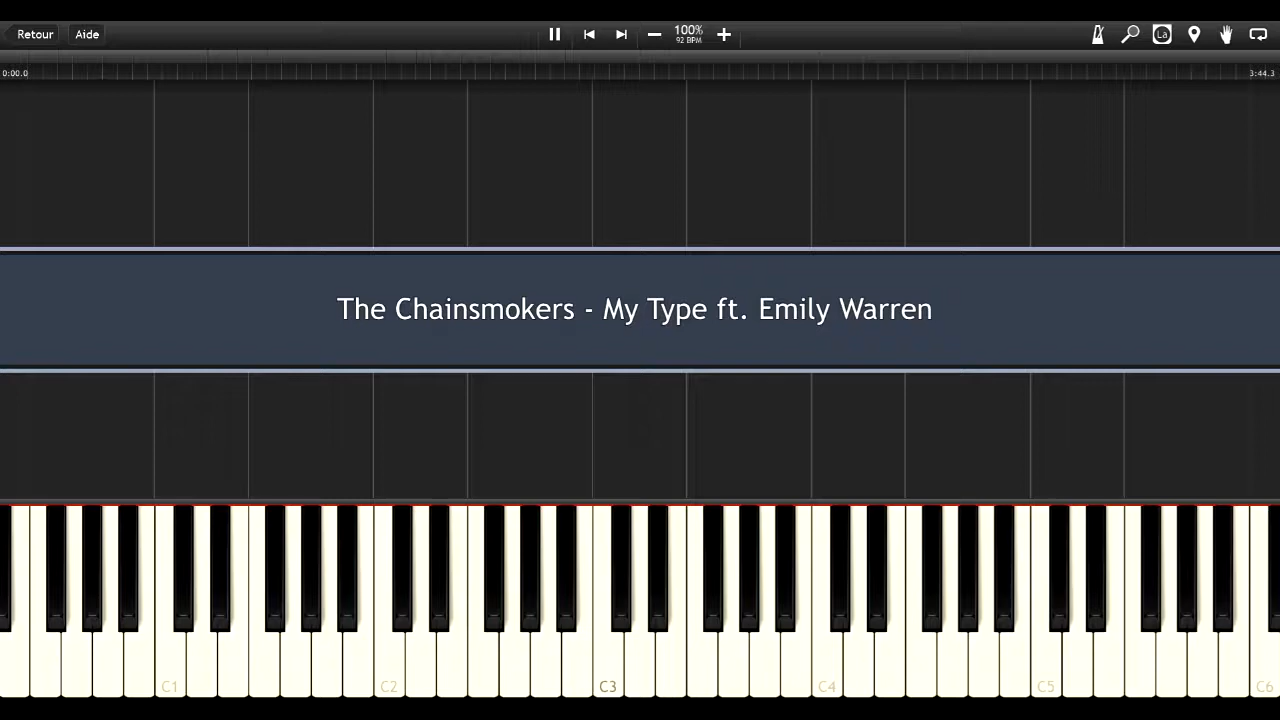 Retour Aide 100% La
92 BPM
0:00.0 3:44.3
The Chainsmokers - My Type ft. Emily Warren
C1 C2 C3 C4 C5 C6